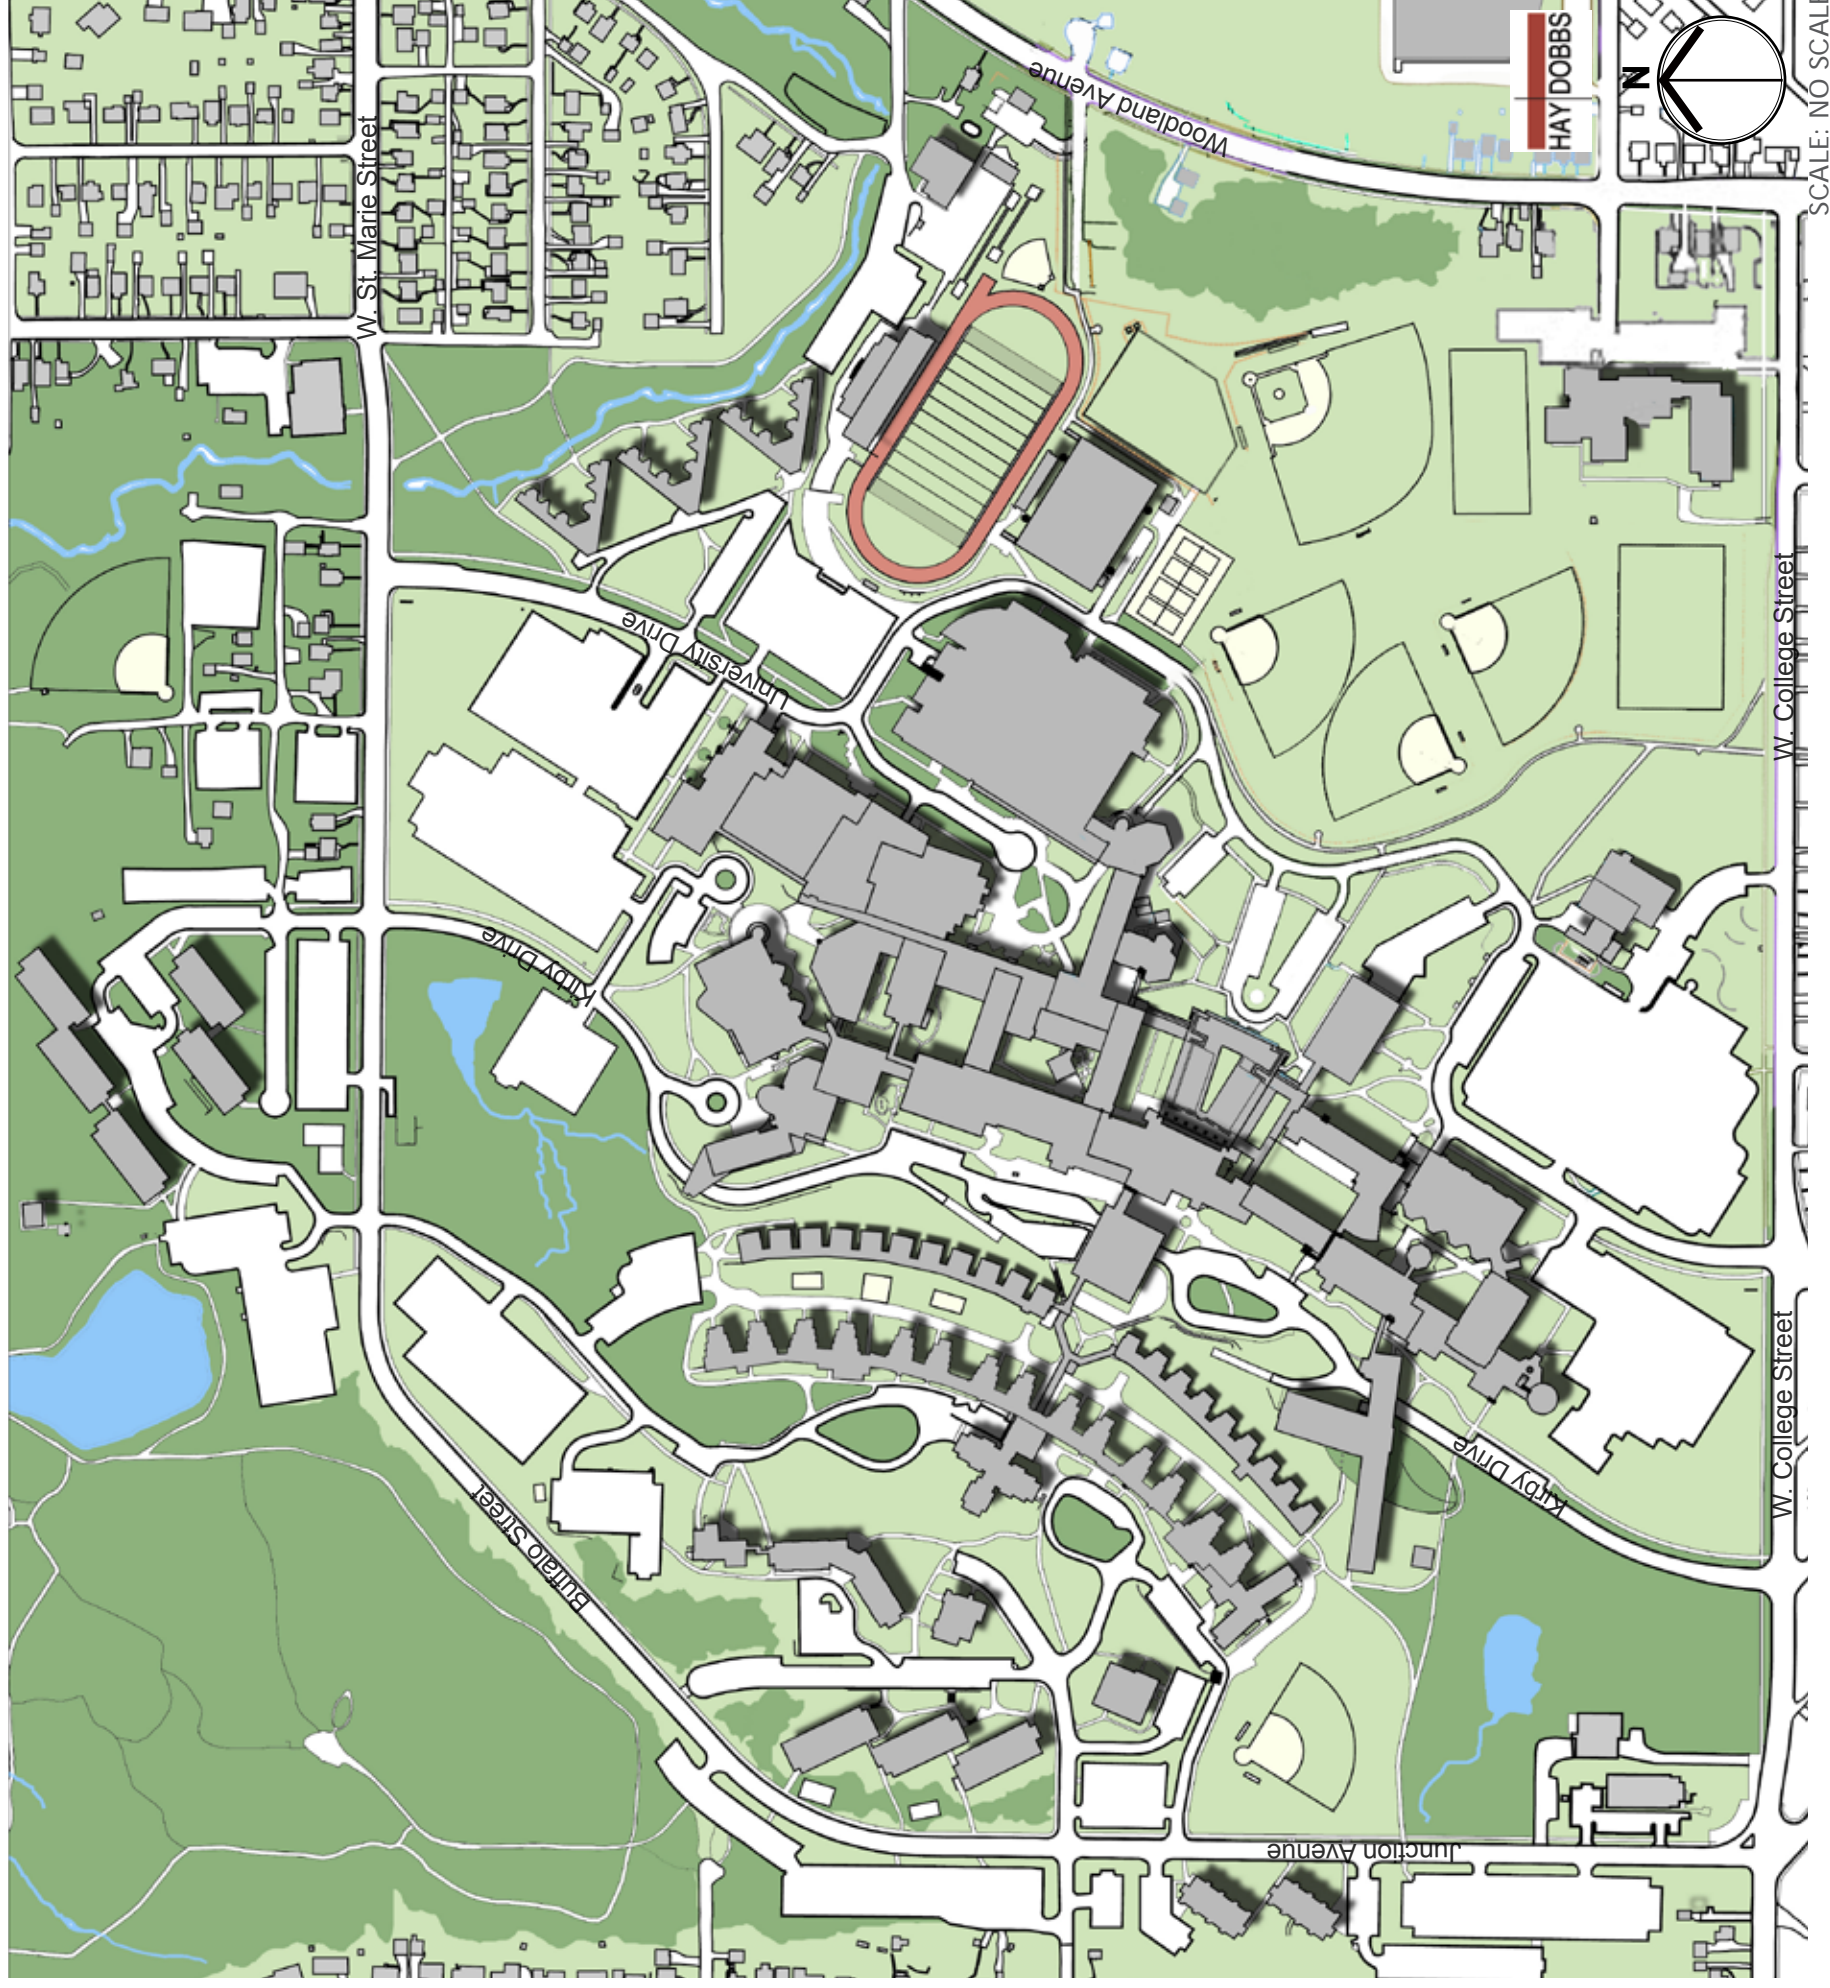 Woodland Avenue
HAY DOBBS
N
SCALE: NO SCALE
W. St. Marie Street
University Drive
W. College Street
Kirby Drive
W. College Street
Kirby Drive
Buffalo Street
Junction Avenue